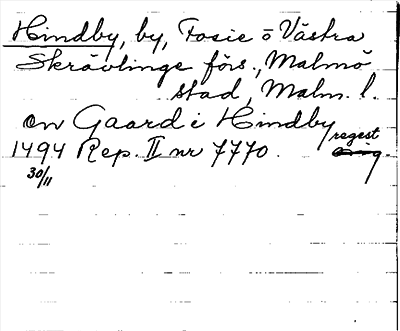 Hindby, by, Fosie o Västra
Skrävlinge förs., Malmö
stad, Malm. l.
en Gaard i Hindby
1494 Rep. II nr 7770. regest
30/11